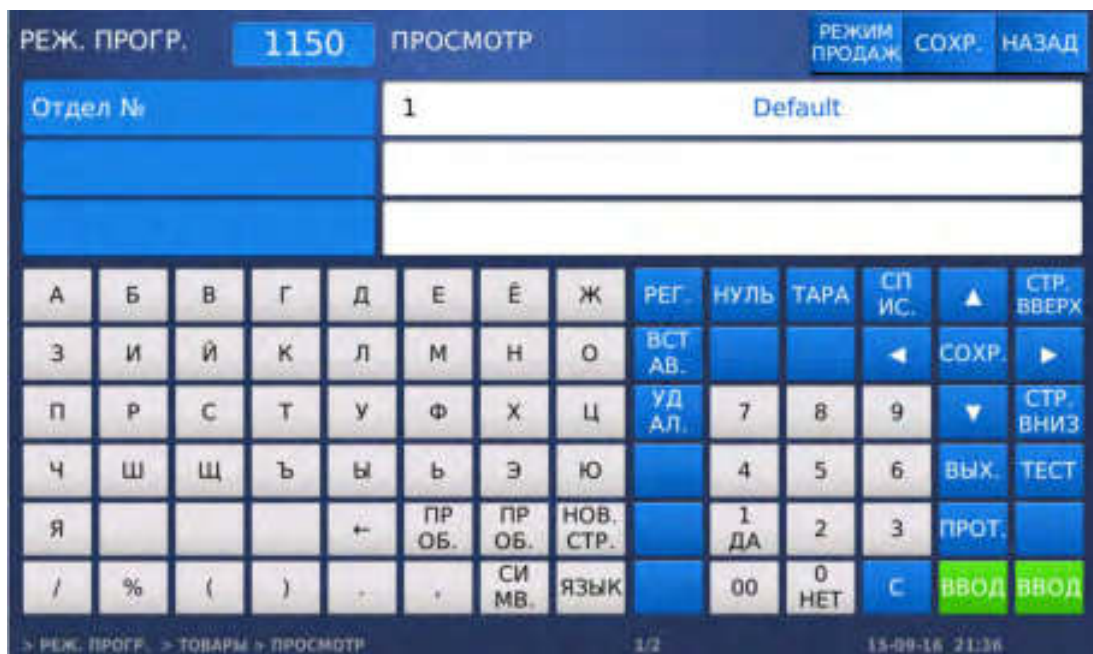 РЕЖ. ПРОГР. 1150 ПРОСМОТР РЕЖИМ ПРОДАЖ СОХР. НАЗАД
Отдел № 1 Default
А Б В Г Д Е Ё Ж РЕГ. НУЛЬ ТАРА СП ИС. ▲ СТР. ВВЕРХ
З И Й К Л М Н О ВСТ АВ. ◄ СОХР. ►
П Р С Т У Ф Х Ц УД АЛ. 7 8 9 ▼ СТР. ВНИЗ
Ч Ш Щ Ъ Ы Ь Э Ю 4 5 6 ВЫХ. ТЕСТ
Я ← ПР ОБ. ПР ОБ. НОВ. СТР. 1 ДА 2 3 ПРОТ.
/ % ( ) . , СИ МВ. ЯЗЫК 00 0 НЕТ С ВВОД ВВОД
> РЕЖ. ПРОГР. > ТОВАРЫ > ПРОСМОТР 1/2 15-09-16 21:36